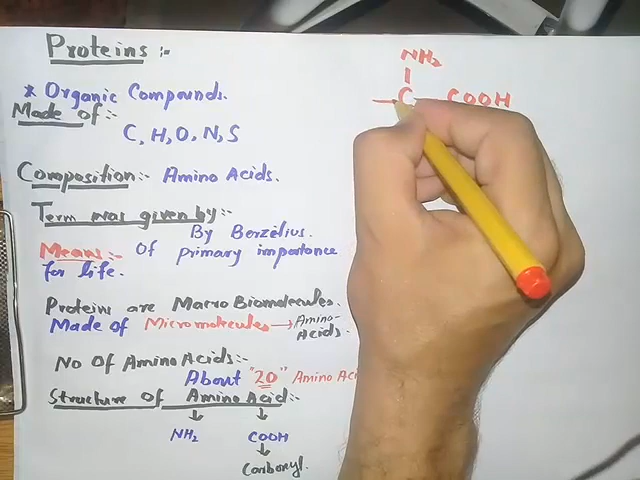 Proteins :-
* Organic Compounds.
Made of:-
C, H, O, N, S
Composition:- Amino Acids.
Term was given by:-
By Berzelius.
Means:- Of primary importance
for life.
Proteins are Macro Biomolecules.
Made of Micromolecules → Amino-
Acids.
No Of Amino Acids:-
About "20" Amino Aci
Structure of Amino Acid:-
NH2 COOH
Carbonyl.
NH2
C COOH